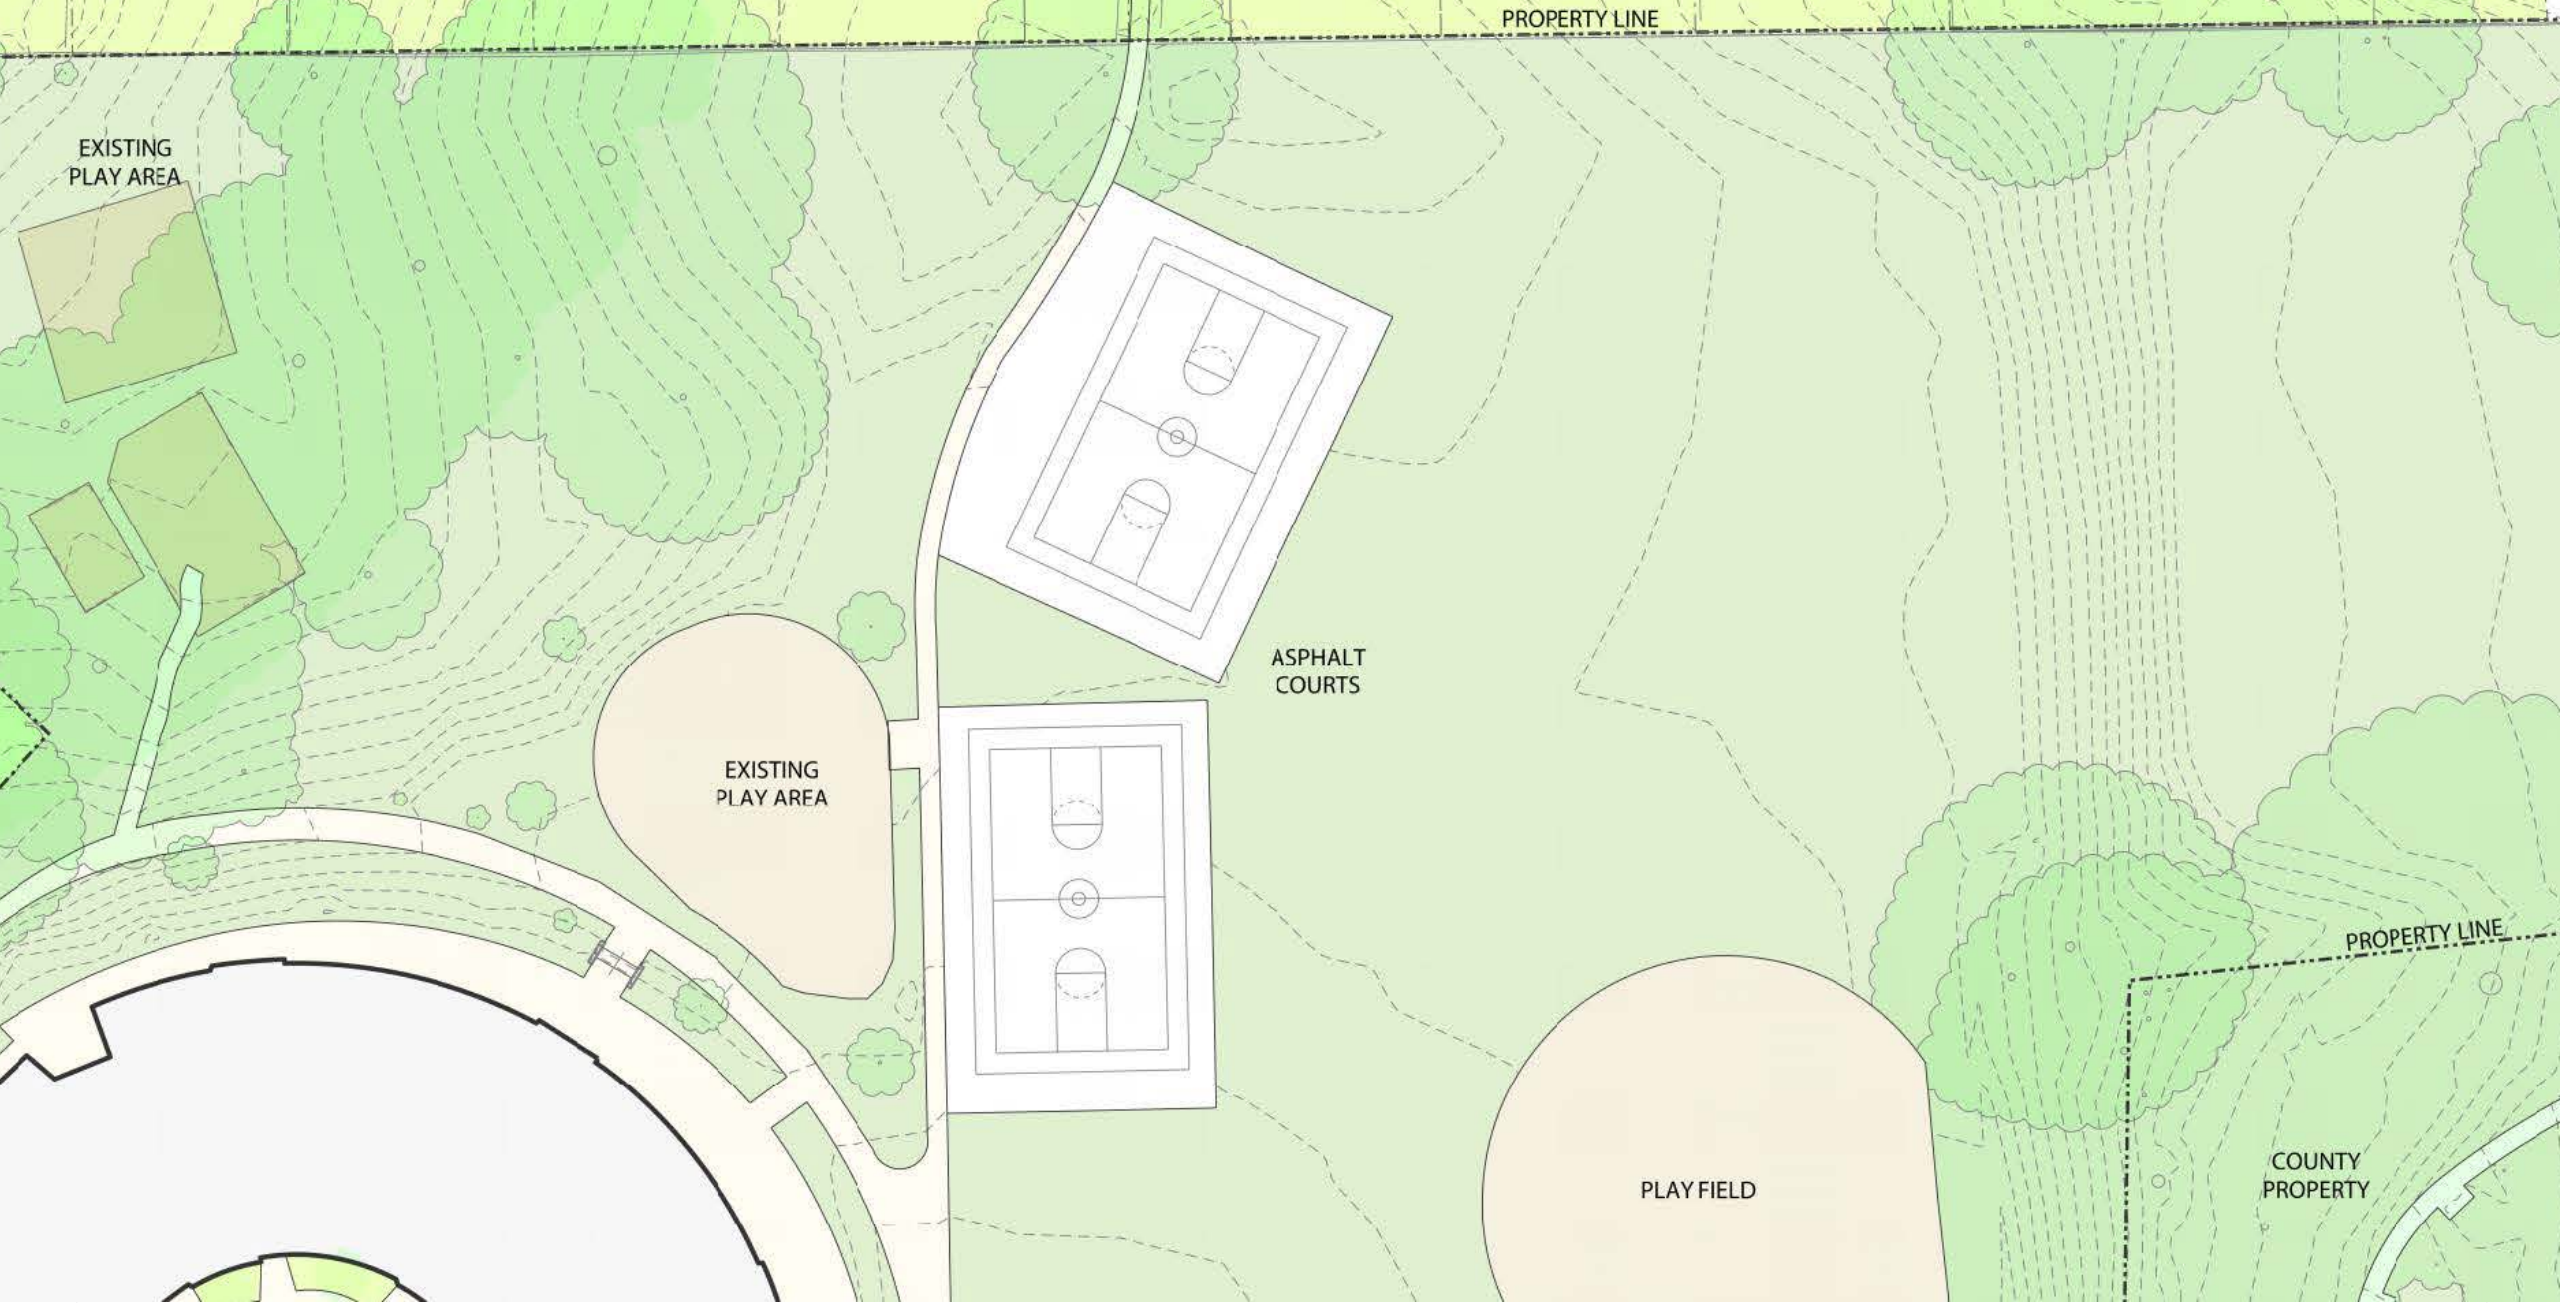 PROPERTY LINE
EXISTING
PLAY AREA
ASPHALT
COURTS
EXISTING
PLAY AREA
PROPERTY LINE
PLAY FIELD
COUNTY
PROPERTY